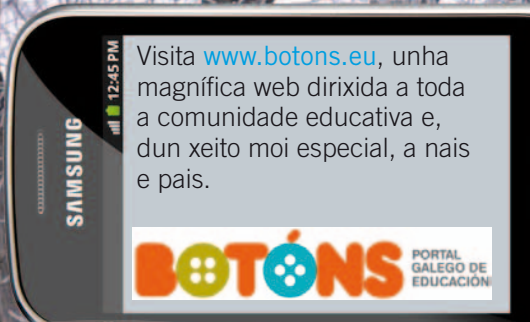 SAMSUNG
12:45 PM
Visita www.botons.eu, unha
magnífica web dirixida a toda
a comunidade educativa e,
dun xeito moi especial, a nais
e pais.
BOTÓNS
PORTAL
GALEGO DE
EDUCACIÓN